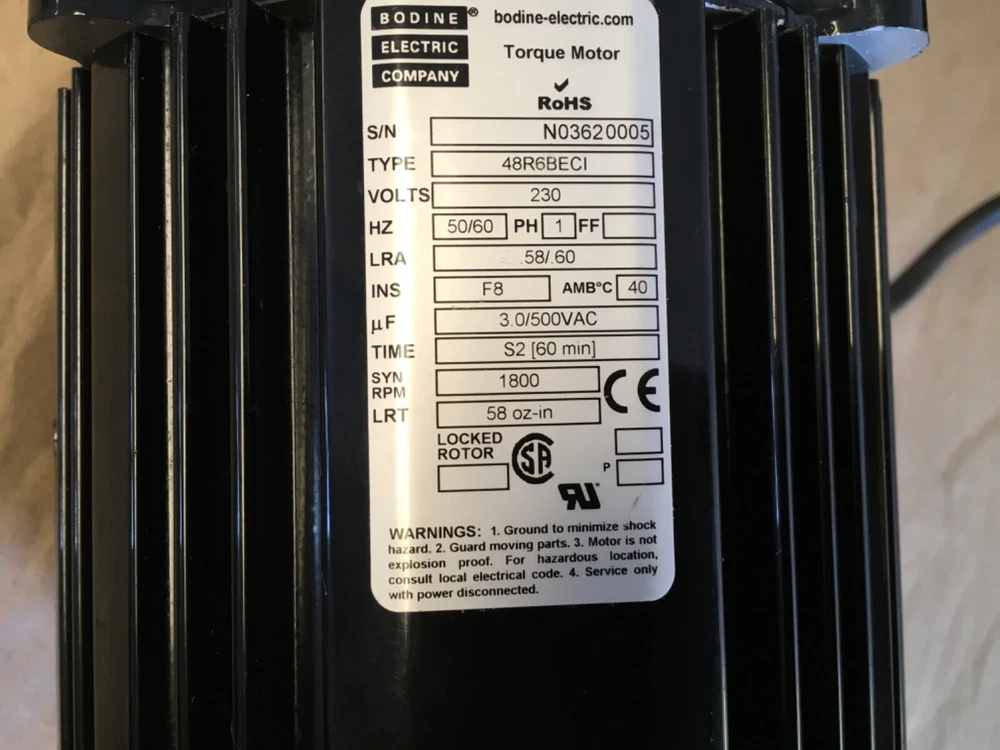 BODINE® bodine-electric.com
ELECTRIC Torque Motor
COMPANY
RoHS
S/N N03620005
TYPE 48R6BECI
VOLTS 230
HZ 50/60 PH 1 FF
LRA .58/.60
INS F8 AMB°C 40
µF 3.0/500VAC
TIME S2 [60 min]
SYN RPM 1800
CE
LRT 58 oz-in
LOCKED
ROTOR
SA
P
RU
WARNINGS: 1. Ground to minimize shock
hazard. 2. Guard moving parts. 3. Motor is not
explosion proof. For hazardous location,
consult local electrical code. 4. Service only
with power disconnected.